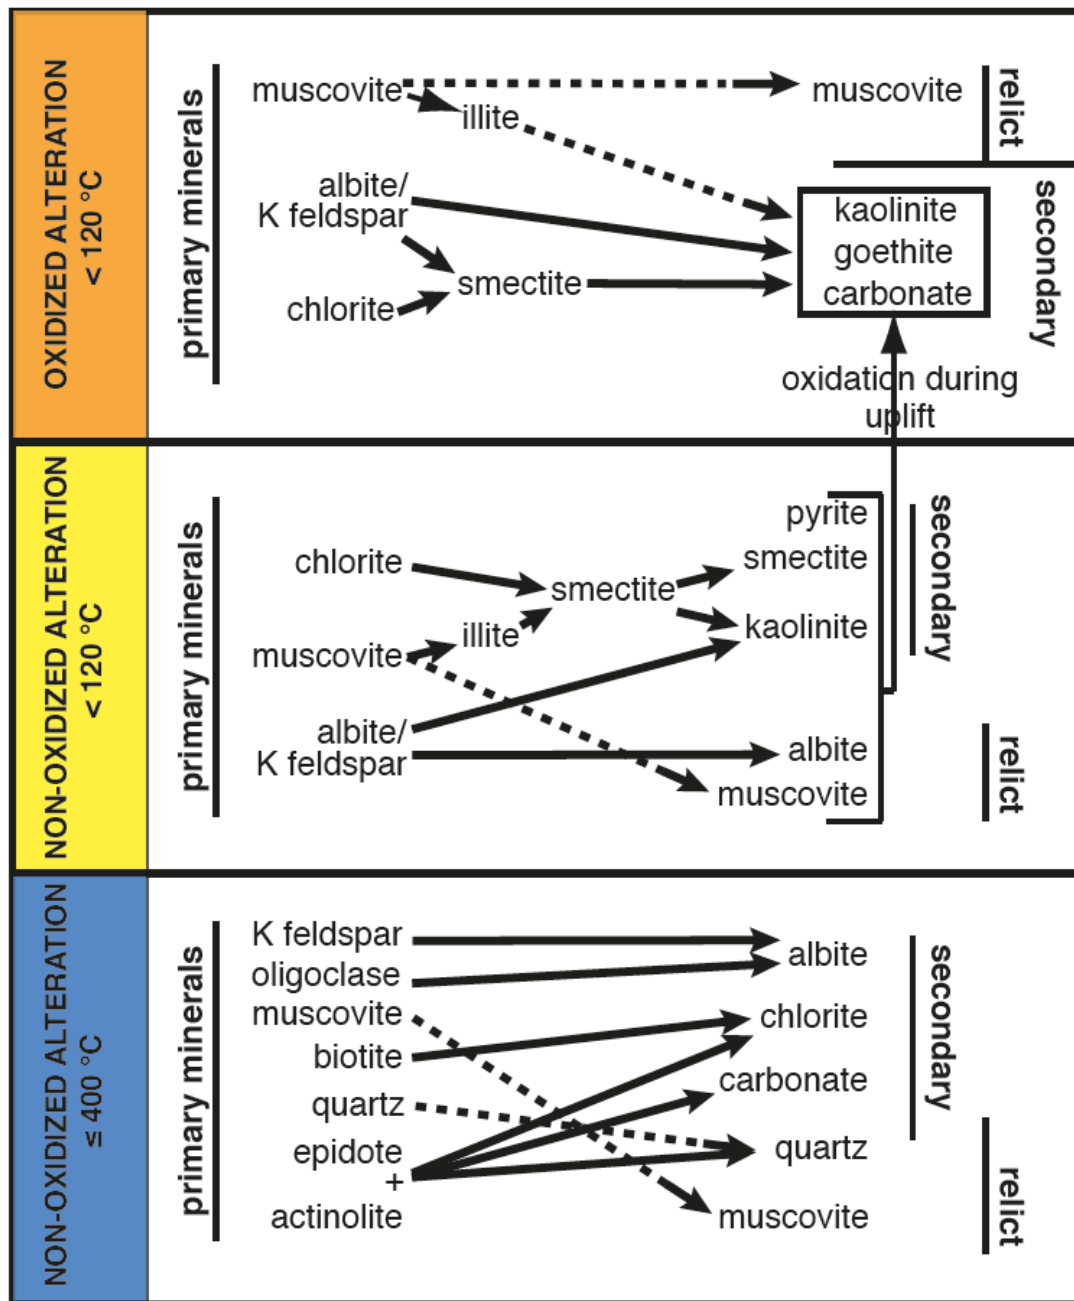 OXIDIZED ALTERATION
< 120 °C
primary minerals
muscovite
illite
albite/
K feldspar
smectite
chlorite
muscovite
relict
kaolinite
goethite
carbonate
secondary
oxidation during
uplift
NON-OXIDIZED ALTERATION
< 120 °C
primary minerals
chlorite
smectite
illite
muscovite
albite/
K feldspar
pyrite
smectite
kaolinite
secondary
albite
muscovite
relict
NON-OXIDIZED ALTERATION
≤ 400 °C
primary minerals
K feldspar
oligoclase
muscovite
biotite
quartz
epidote
+
actinolite
albite
chlorite
carbonate
quartz
muscovite
secondary
relict